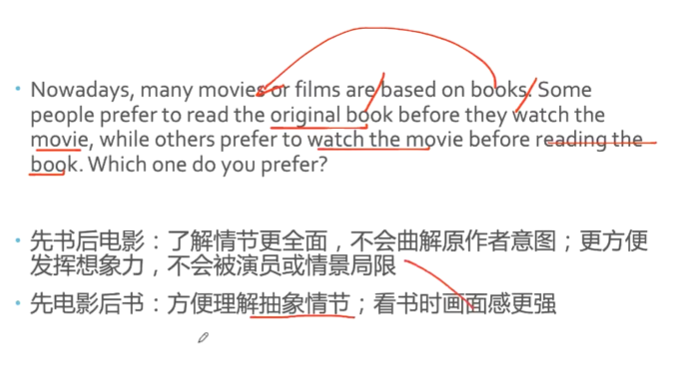 • Nowadays, many movies or films are based on books. Some
people prefer to read the original book before they watch the
movie, while others prefer to watch the movie before reading the
book. Which one do you prefer?
• 先书后电影：了解情节更全面，不会曲解原作者意图；更方便
发挥想象力，不会被演员或情景局限
• 先电影后书：方便理解抽象情节；看书时画面感更强